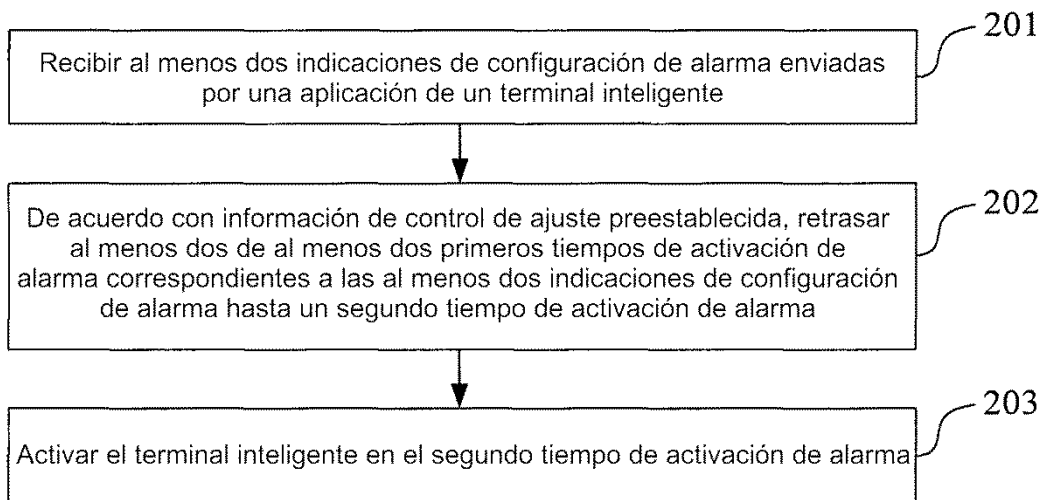 201
Recibir al menos dos indicaciones de configuración de alarma enviadas
por una aplicación de un terminal inteligente
202
De acuerdo con información de control de ajuste preestablecida, retrasar
al menos dos de al menos dos primeros tiempos de activación de
alarma correspondientes a las al menos dos indicaciones de configuración
de alarma hasta un segundo tiempo de activación de alarma
203
Activar el terminal inteligente en el segundo tiempo de activación de alarma